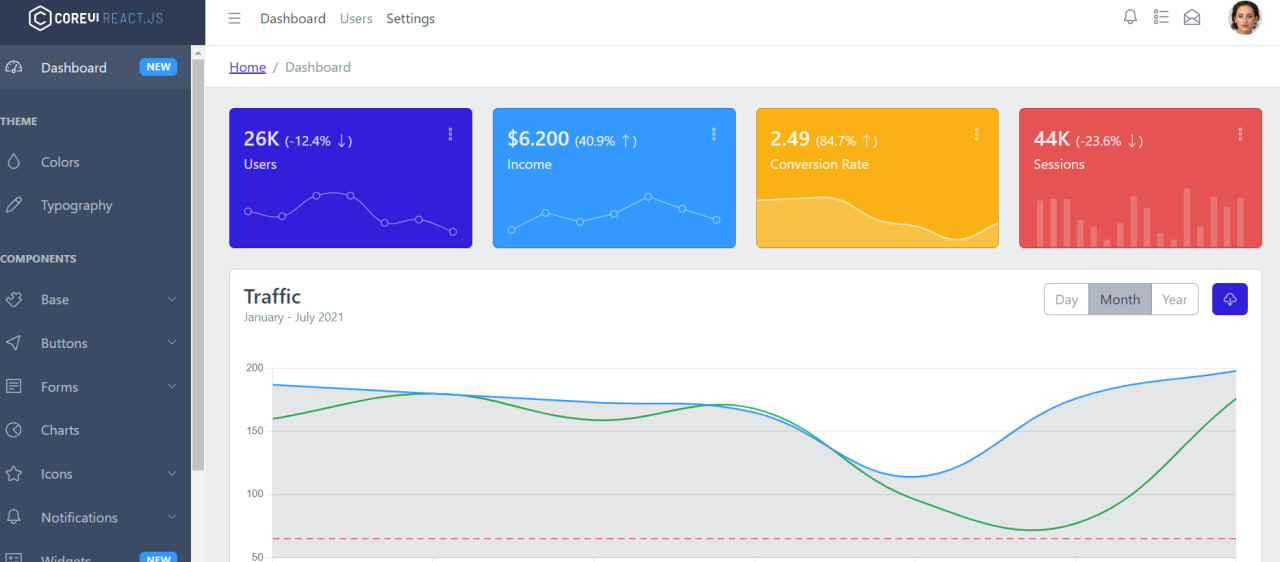 COREUI REACT.JS
Dashboard Users Settings
Dashboard NEW
THEME
Colors
Typography
COMPONENTS
Base
Buttons
Forms
Charts
Icons
Notifications
Widgets NEW
Home / Dashboard
26K (-12.4% ↓)
Users
$6.200 (40.9% ↑)
Income
2.49 (84.7% ↑)
Conversion Rate
44K (-23.6% ↓)
Sessions
Traffic
January - July 2021
Day Month Year
200
150
100
50